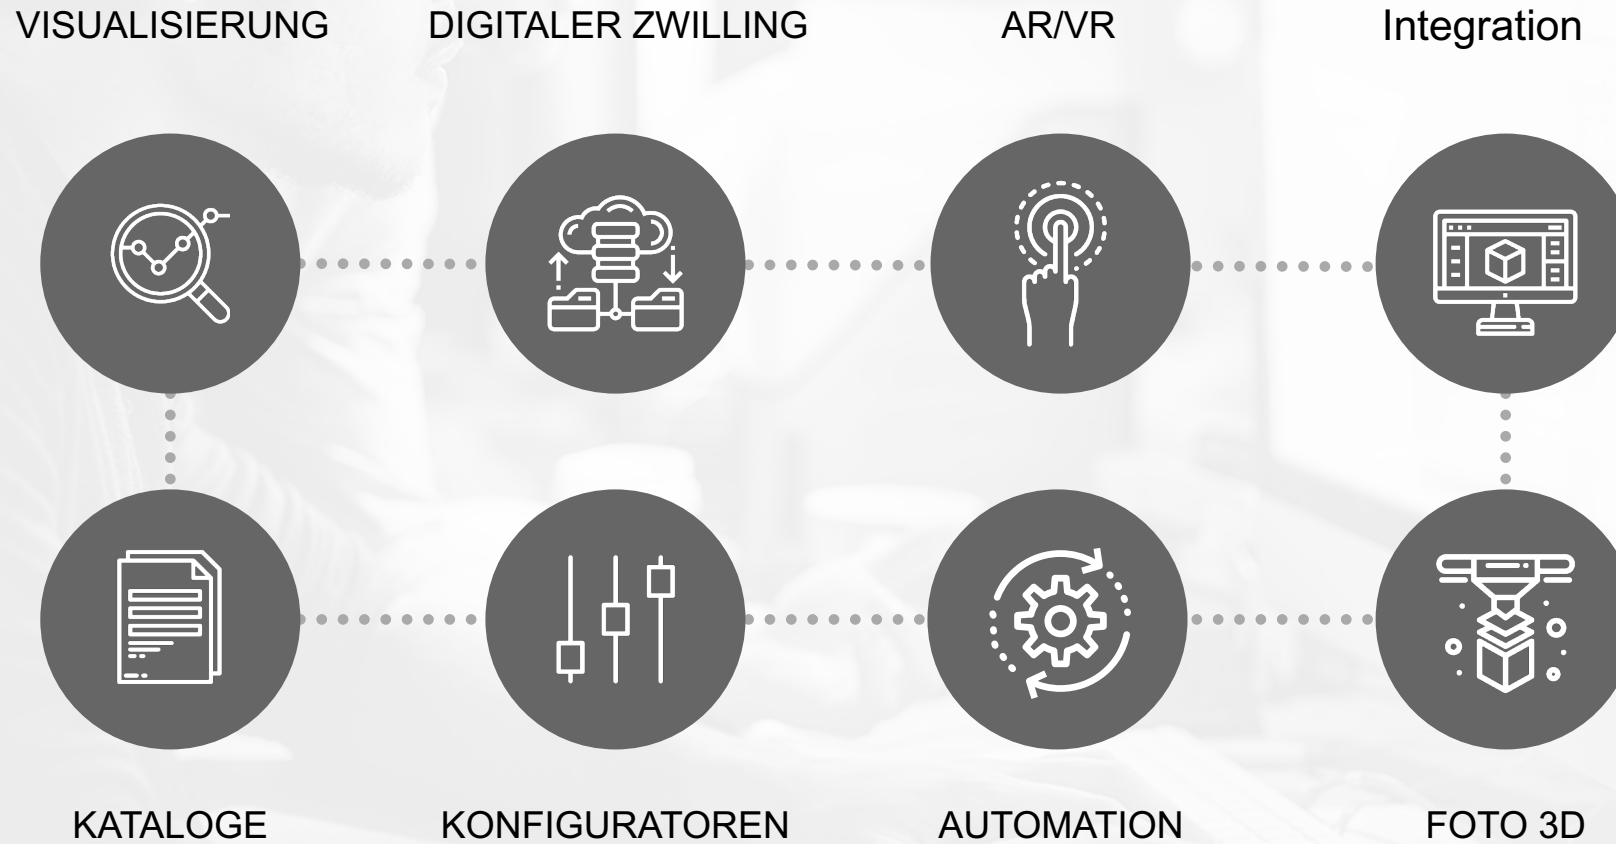 VISUALISIERUNG
DIGITALER ZWILLING
AR/VR
Integration
KATALOGE
KONFIGURATOREN
AUTOMATION
FOTO 3D